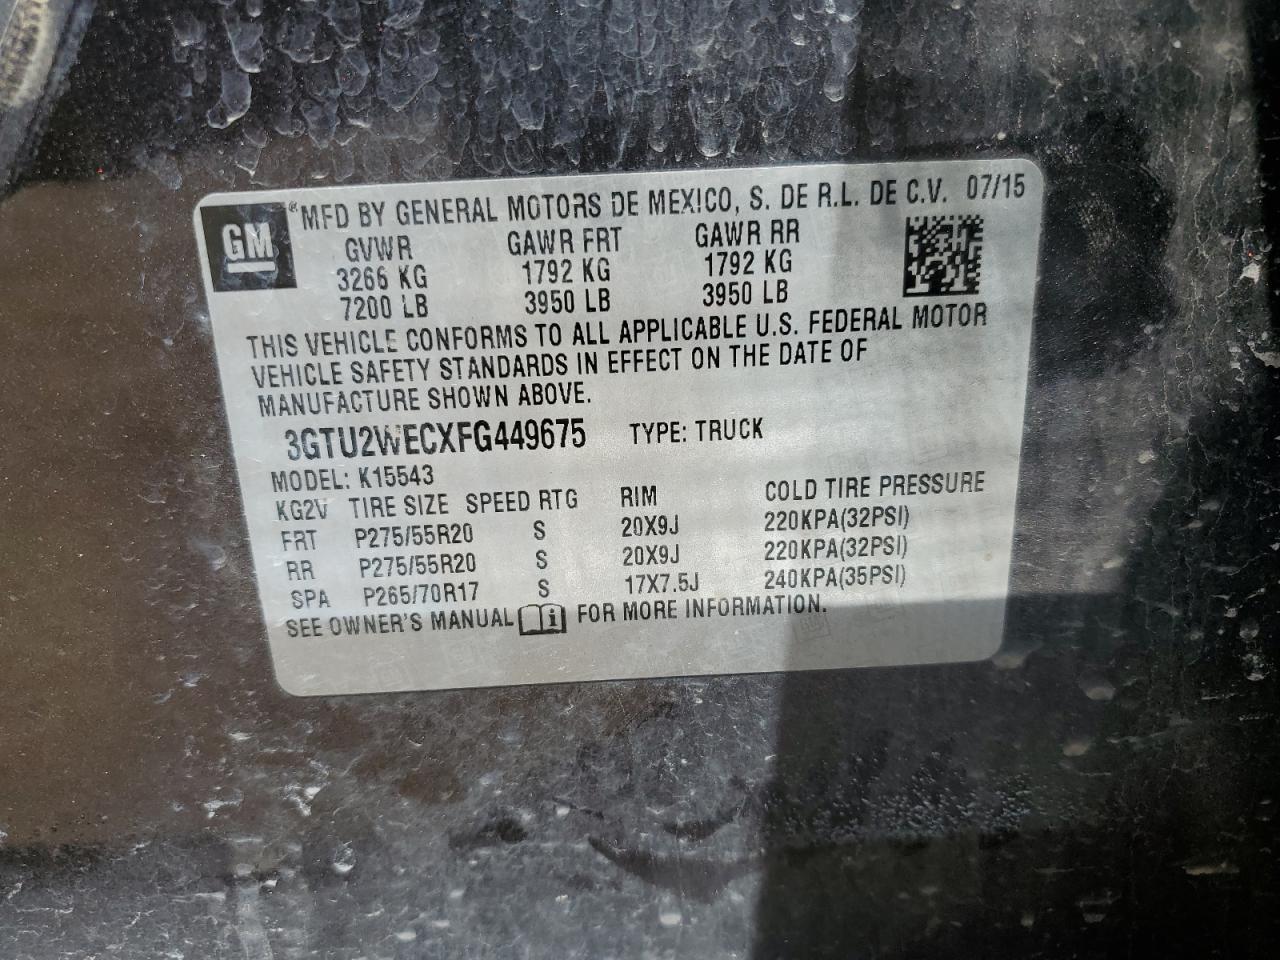 GM ® MFD BY GENERAL MOTORS DE MEXICO, S. DE R.L. DE C.V. 07/15
GVWR GAWR FRT GAWR RR
3266 KG 1792 KG 1792 KG
7200 LB 3950 LB 3950 LB
THIS VEHICLE CONFORMS TO ALL APPLICABLE U.S. FEDERAL MOTOR
VEHICLE SAFETY STANDARDS IN EFFECT ON THE DATE OF
MANUFACTURE SHOWN ABOVE.
3GTU2WECXFG449675 TYPE: TRUCK
MODEL: K15543
KG2V TIRE SIZE SPEED RTG RIM COLD TIRE PRESSURE
FRT P275/55R20 S 20X9J 220KPA(32PSI)
RR P275/55R20 S 20X9J 220KPA(32PSI)
SPA P265/70R17 S 17X7.5J 240KPA(35PSI)
SEE OWNER'S MANUAL i FOR MORE INFORMATION.